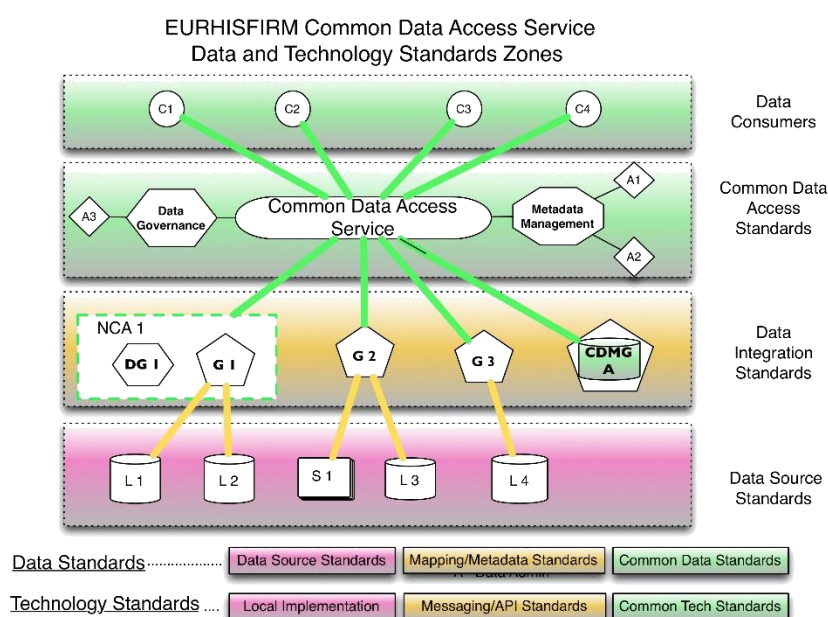 EURHISFIRM Common Data Access Service
Data and Technology Standards Zones
C1 C2 C3 C4
Data
Consumers
A3
Data
Governance
Common Data Access
Service
Metadata
Management
A1
A2
Common Data
Access
Standards
NCA 1
DG 1
G 1
G 2
G 3
CDMG
A
Data
Integration
Standards
L 1
L 2
S 1
L 3
L 4
Data Source
Standards
Data Standards
Data Source Standards
Mapping/Metadata Standards
Common Data Standards
Technology Standards
Local Implementation
Messaging/API Standards
Common Tech Standards